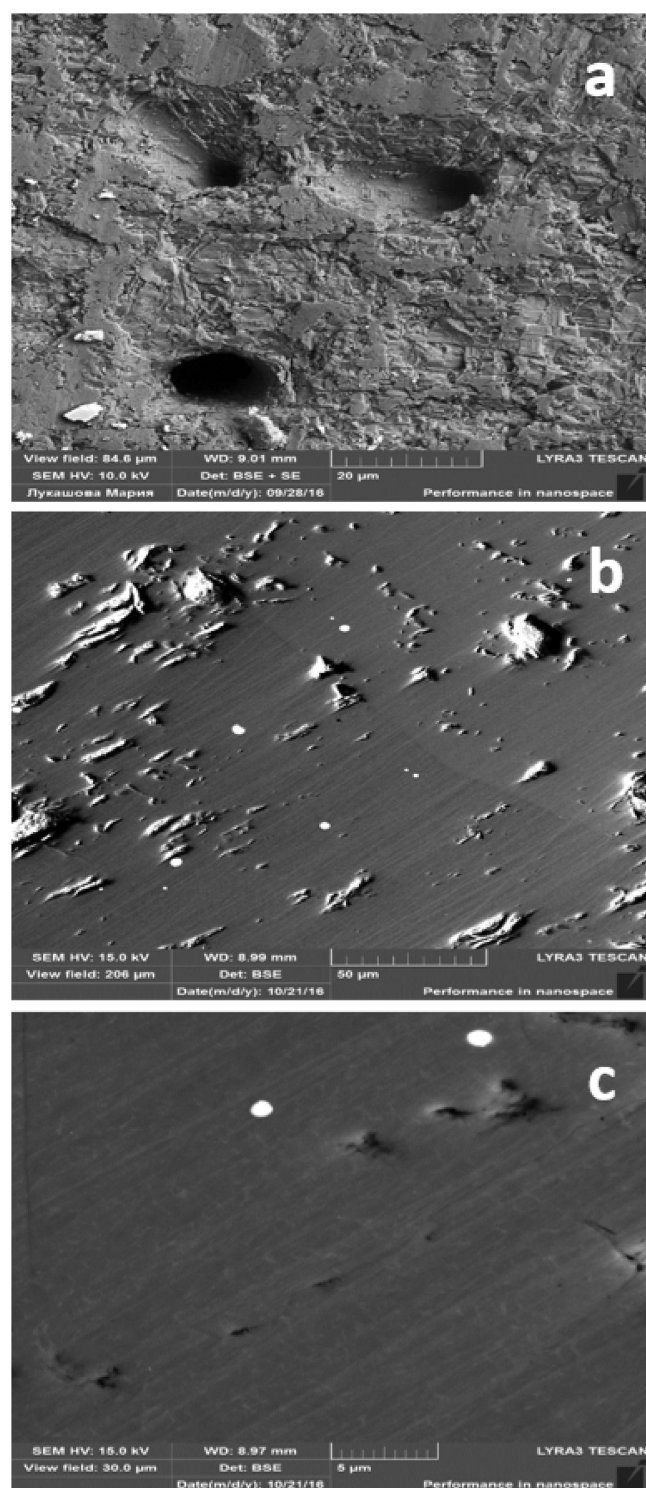 a
View field: 84.6 µm WD: 9.01 mm LYRA3 TESCAN
SEM HV: 10.0 kV Det: BSE + SE 20 µm
Лукашова Мария Date(m/d/y): 09/28/16 Performance in nanospace
b
SEM HV: 15.0 kV WD: 8.99 mm LYRA3 TESCAN
View field: 206 µm Det: BSE 50 µm
Date(m/d/y): 10/21/16 Performance in nanospace
c
SEM HV: 15.0 kV WD: 8.97 mm LYRA3 TESCAN
View field: 30.0 µm Det: BSE 5 µm
Date(m/d/y): 10/21/16 Performance in nanospace